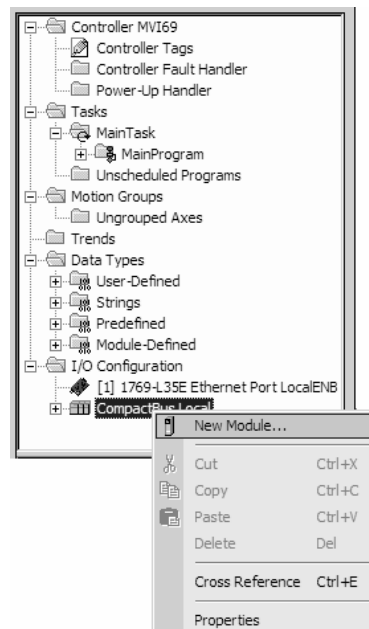 Controller MVI69
Controller Tags
Controller Fault Handler
Power-Up Handler
Tasks
MainTask
MainProgram
Unscheduled Programs
Motion Groups
Ungrouped Axes
Trends
Data Types
User-Defined
Strings
Predefined
Module-Defined
I/O Configuration
[1] 1769-L35E Ethernet Port LocalENB
CompactBus Local
New Module...
Cut Ctrl+X
Copy Ctrl+C
Paste Ctrl+V
Delete Del
Cross Reference Ctrl+E
Properties